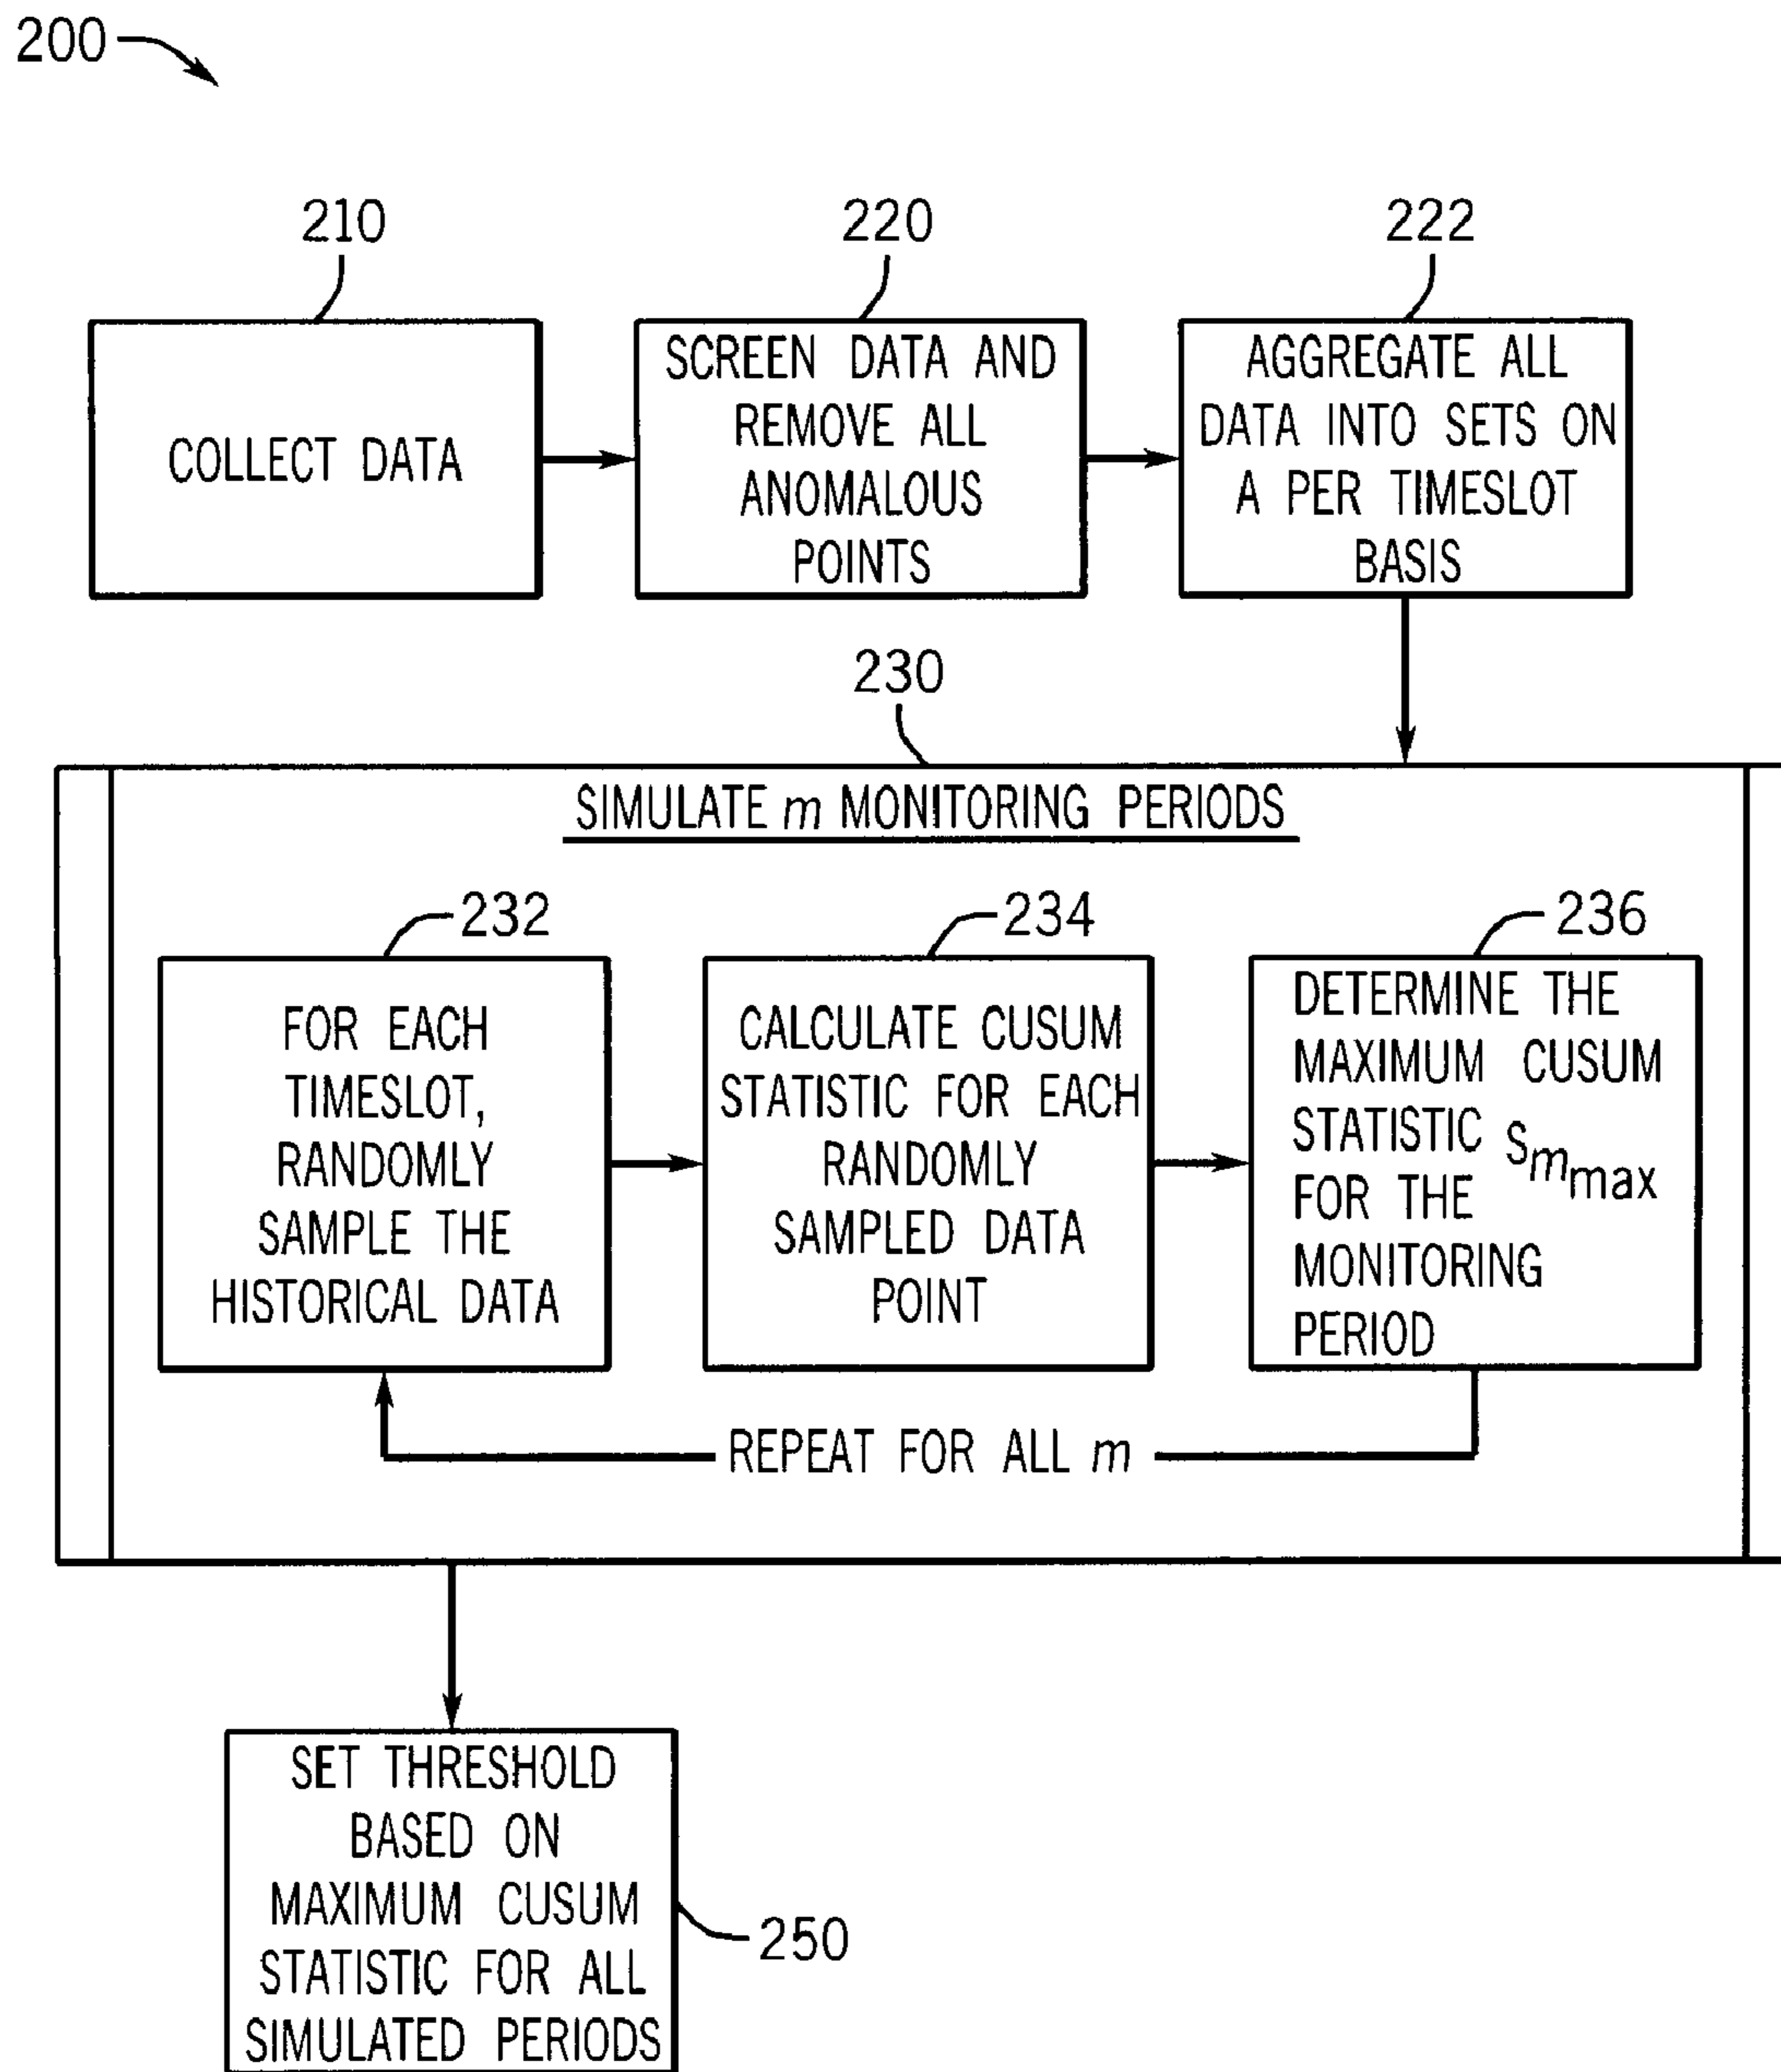 200
210
220
222
COLLECT DATA
SCREEN DATA AND
REMOVE ALL
ANOMALOUS
POINTS
AGGREGATE ALL
DATA INTO SETS ON
A PER TIMESLOT
BASIS
230
SIMULATE m MONITORING PERIODS
232
234
236
FOR EACH
TIMESLOT,
RANDOMLY
SAMPLE THE
HISTORICAL DATA
CALCULATE CUSUM
STATISTIC FOR EACH
RANDOMLY
SAMPLED DATA
POINT
DETERMINE THE
MAXIMUM CUSUM
STATISTIC Smmax
FOR THE
MONITORING
PERIOD
REPEAT FOR ALL m
SET THRESHOLD
BASED ON
MAXIMUM CUSUM
STATISTIC FOR ALL
SIMULATED PERIODS
250